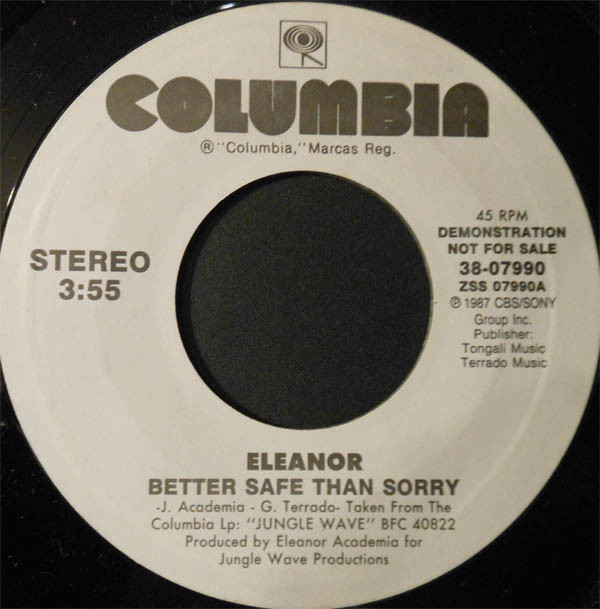 COLUMBIA
® "Columbia," Marcas Reg.
STEREO
3:55
45 RPM
DEMONSTRATION
NOT FOR SALE
38-07990
ZSS 07990A
℗ 1987 CBS/SONY
Group Inc.
Publisher:
Tongali Music
Terrado Music
ELEANOR
BETTER SAFE THAN SORRY
-J. Academia - G. Terrado- Taken From The
Columbia Lp: "JUNGLE WAVE" BFC 40822
Produced by Eleanor Academia for
Jungle Wave Productions